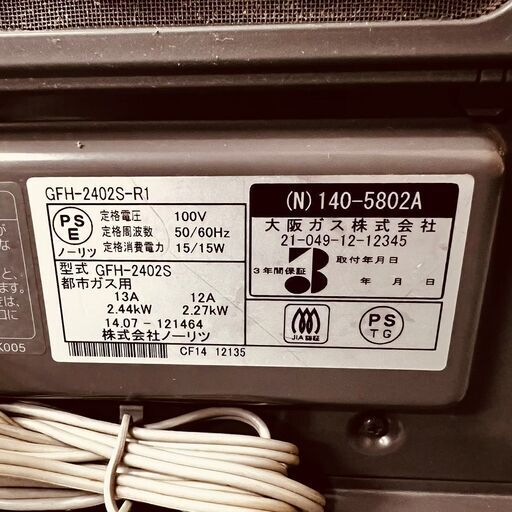 GFH-2402S-R1
PS
E
ノーリツ
定格電圧 100V
定格周波数 50/60Hz
定格消費電力 15/15W
型式 GFH-2402S
都市ガス用
13A 12A
2.44kW 2.27kW
14.07-121464
株式会社ノーリツ
CF14 12135
(N) 140-5802A
大阪ガス株式会社
21-049-12-12345
3年間保証
3
取付年月日
年 月 日
JIA認証
PS
TG
K005